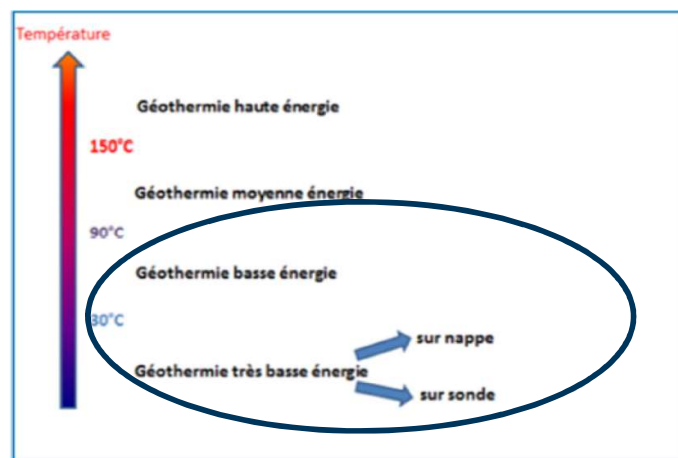 Température
Géothermie haute énergie
150°C
Géothermie moyenne énergie
90°C
Géothermie basse énergie
30°C
sur nappe
Géothermie très basse énergie
sur sonde